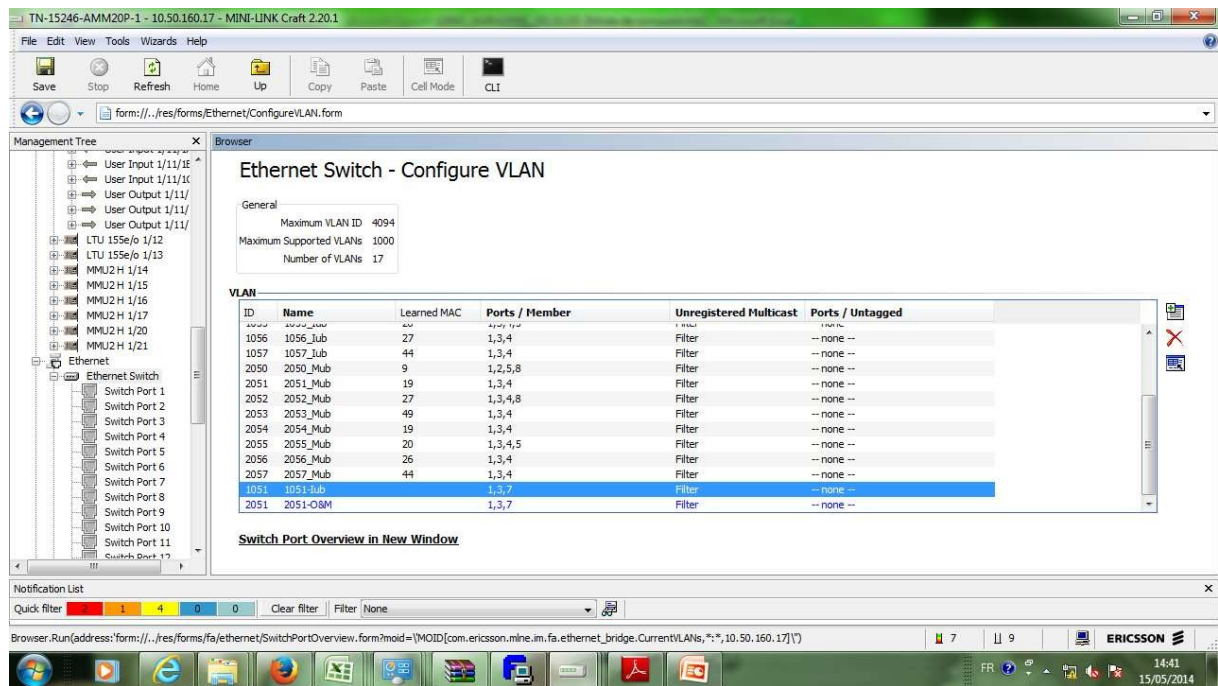 TN-15246-AMM20P-1 - 10.50.160.17 - MINI-LINK Craft 2.20.1
File Edit View Tools Wizards Help
Save Stop Refresh Home Up Copy Paste Cell Mode CLI
form://../res/forms/Ethernet/ConfigureVLAN.form
Management Tree
User Input 1/11/1E
User Input 1/11/1C
User Output 1/11/
User Output 1/11/
User Output 1/11/
LTU 155e/o 1/12
LTU 155e/o 1/13
MMU2 H 1/14
MMU2 H 1/15
MMU2 H 1/16
MMU2 H 1/17
MMU2 H 1/20
MMU2 H 1/21
Ethernet
Ethernet Switch
Switch Port 1
Switch Port 2
Switch Port 3
Switch Port 4
Switch Port 5
Switch Port 6
Switch Port 7
Switch Port 8
Switch Port 9
Switch Port 10
Switch Port 11
Switch Port 12
Browser
Ethernet Switch - Configure VLAN
General
Maximum VLAN ID 4094
Maximum Supported VLANs 1000
Number of VLANs 17
VLAN
ID Name Learned MAC Ports / Member Unregistered Multicast Ports / Untagged
1056 1056_Iub 27 1,3,4 Filter -- none --
1057 1057_Iub 44 1,3,4 Filter -- none --
2050 2050_Mub 9 1,2,5,8 Filter -- none --
2051 2051_Mub 19 1,3,4 Filter -- none --
2052 2052_Mub 27 1,3,4,8 Filter -- none --
2053 2053_Mub 49 1,3,4 Filter -- none --
2054 2054_Mub 19 1,3,4 Filter -- none --
2055 2055_Mub 20 1,3,4,5 Filter -- none --
2056 2056_Mub 26 1,3,4 Filter -- none --
2057 2057_Mub 44 1,3,4 Filter -- none --
1051 1051-Iub 1,3,7 Filter -- none --
2051 2051-O&M 1,3,7 Filter -- none --
Switch Port Overview in New Window
Notification List
Quick filter 2 1 4 0 0 Clear filter Filter None
Browser.Run(address:'form://../res/forms/fa/ethernet/SwitchPortOverview.form?moid=\'MOID[com.ericsson.mlne.im.fa.ethernet_bridge.CurrentVLANs,*:*,10.50.160.17]\'')
7 9 ERICSSON
FR 14:41
15/05/2014